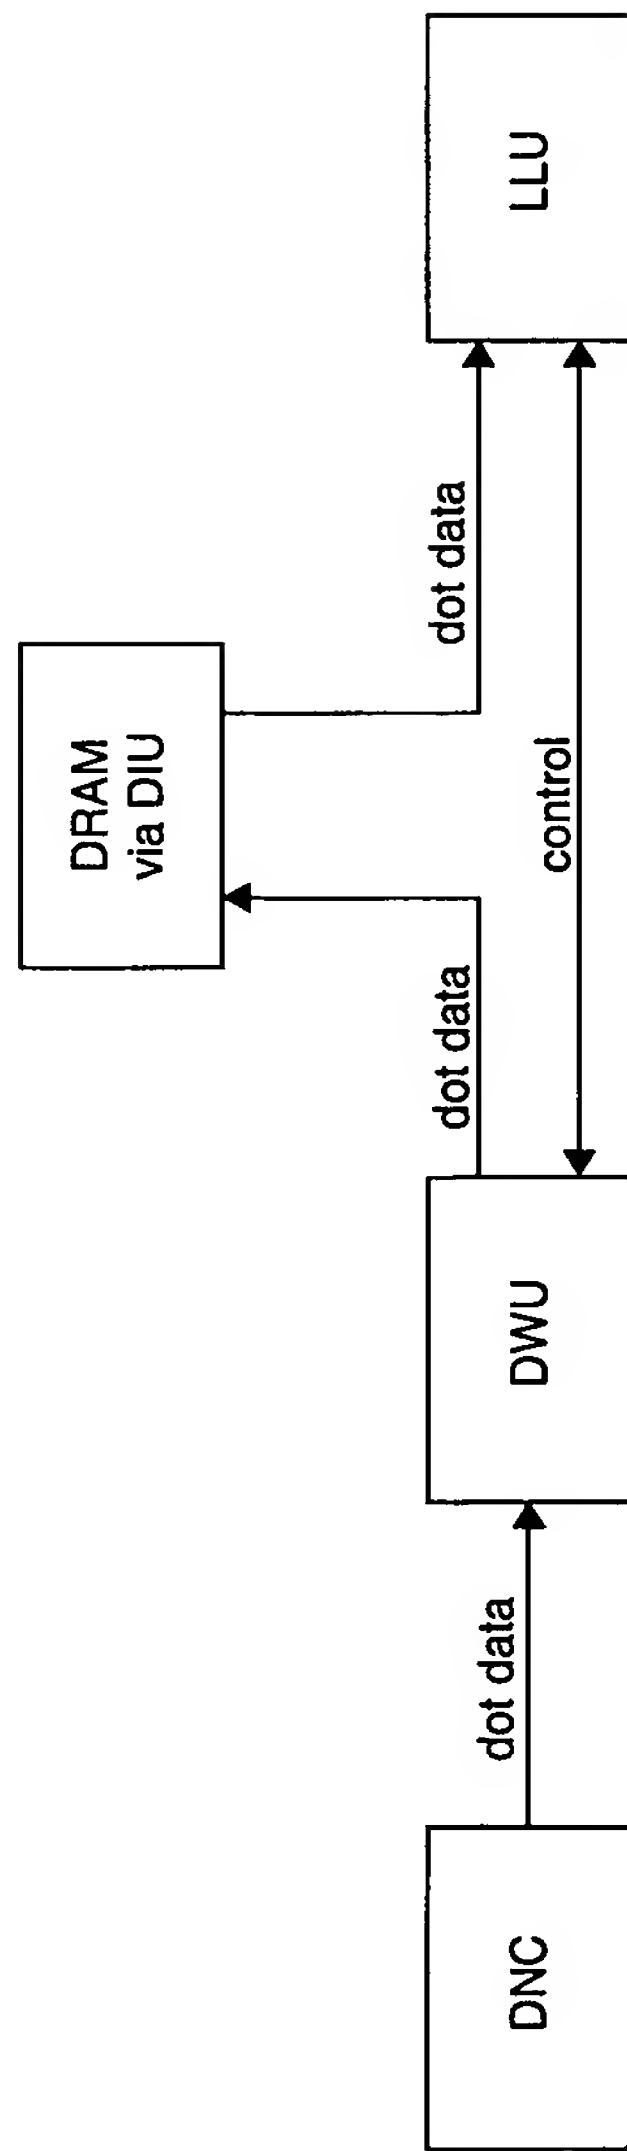 DRAM
via DIU
dot data
dot data
dot data
control
DNC
DWU
LLU